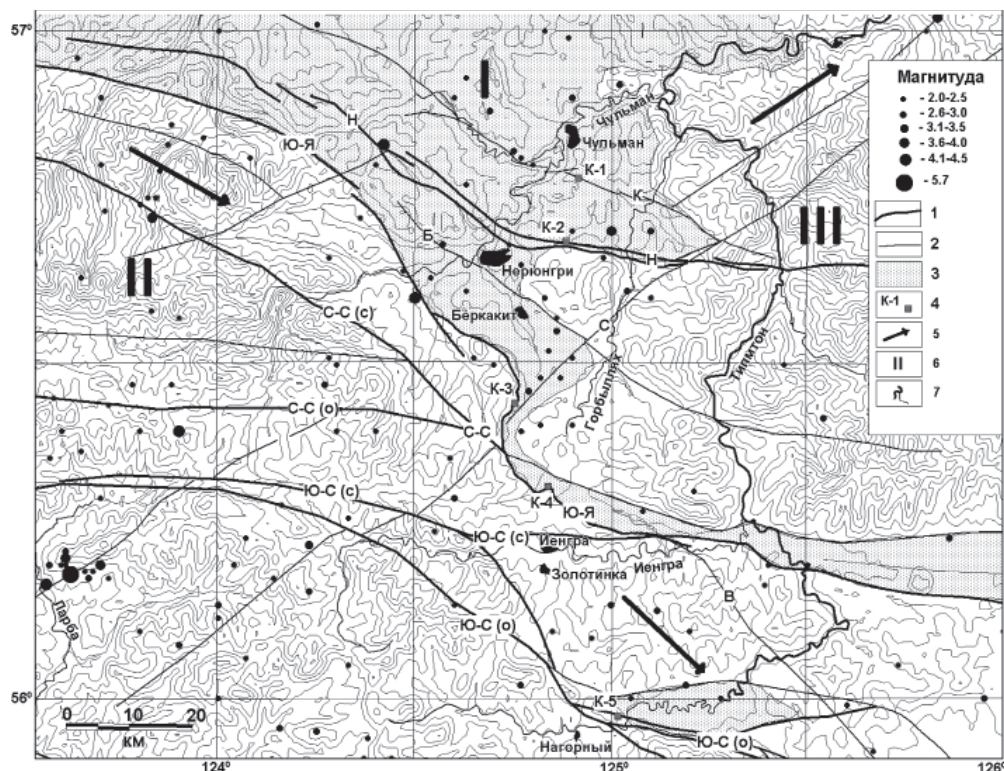 57°
56°
124°
125°
126°
I
II
III
Н
Ю-Я
Чульман
Чульман
К-1
К
К-2
Н
Б
Нерюнгри
С-С (с)
Беркакит
С
Горбыллях
Тимптон
К-3
С-С (о)
С-С
Ю-С (с)
К-4
Ю-Я
Ю-С (с)
Иенгра
Золотинка
Иенгра
В
Парба
Ю-С (о)
К-5
Нагорный
Ю-С (о)
0 10 20
КМ
Магнитуда
- 2.0-2.5
- 2.6-3.0
- 3.1-3.5
- 3.6-4.0
- 4.1-4.5
- 5.7
1
2
3
К-1 4
5
II 6
7